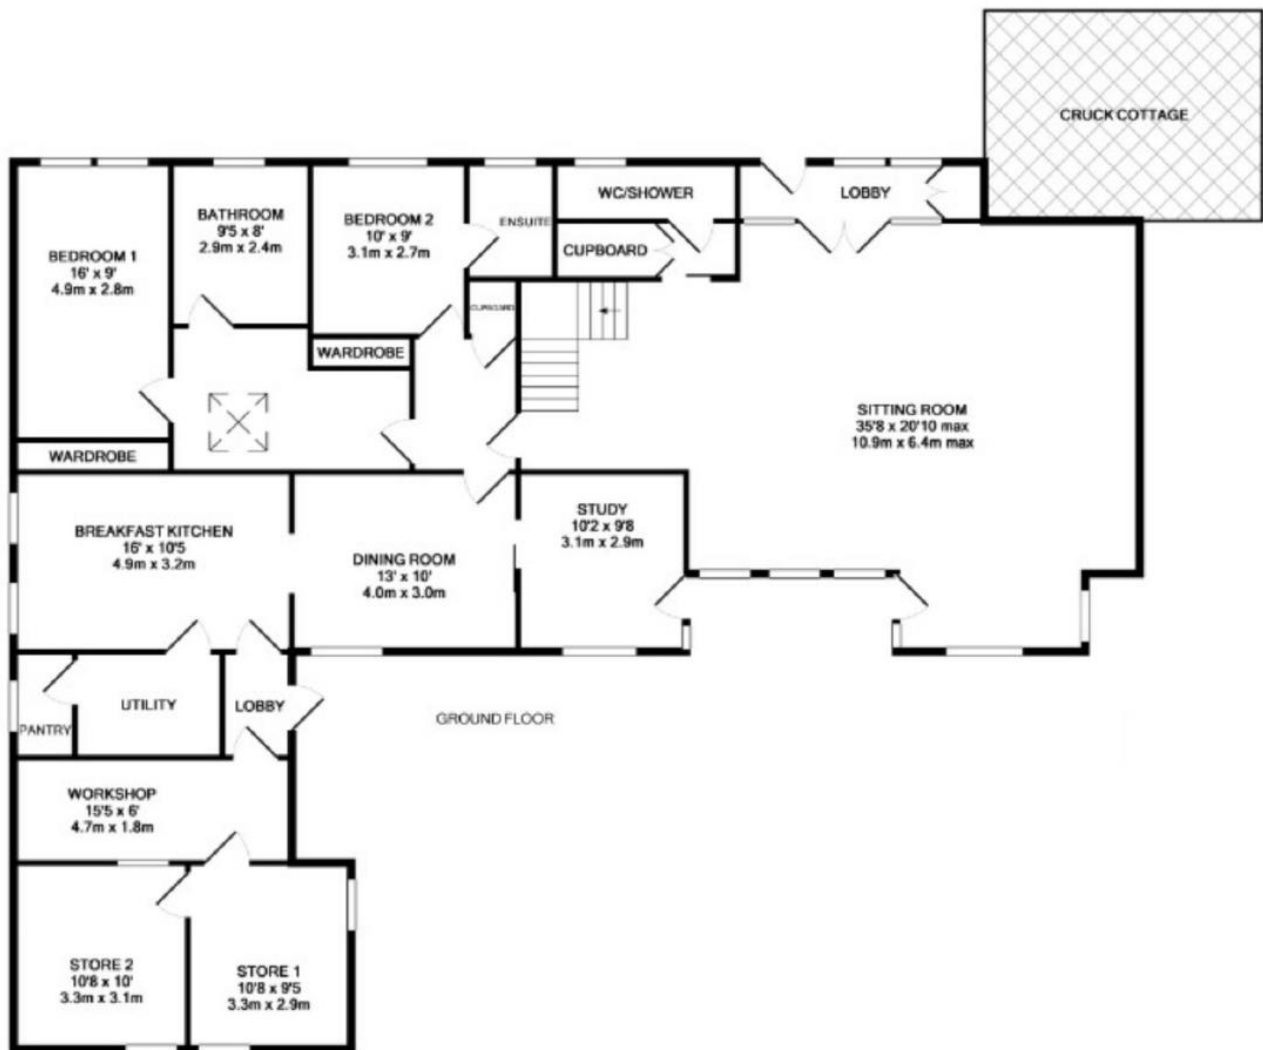 CRUCK COTTAGE
BEDROOM 1
16' x 9'
4.9m x 2.8m
BATHROOM
9'5 x 8'
2.9m x 2.4m
BEDROOM 2
10' x 9'
3.1m x 2.7m
ENSUITE
WC/SHOWER
CUPBOARD
LOBBY
CUPBOARD
WARDROBE
WARDROBE
SITTING ROOM
35'8 x 20'10 max
10.9m x 6.4m max
BREAKFAST KITCHEN
16' x 10'5
4.9m x 3.2m
DINING ROOM
13' x 10'
4.0m x 3.0m
STUDY
10'2 x 9'8
3.1m x 2.9m
PANTRY
UTILITY
LOBBY
GROUND FLOOR
WORKSHOP
15'5 x 6'
4.7m x 1.8m
STORE 2
10'8 x 10'
3.3m x 3.1m
STORE 1
10'8 x 9'5
3.3m x 2.9m